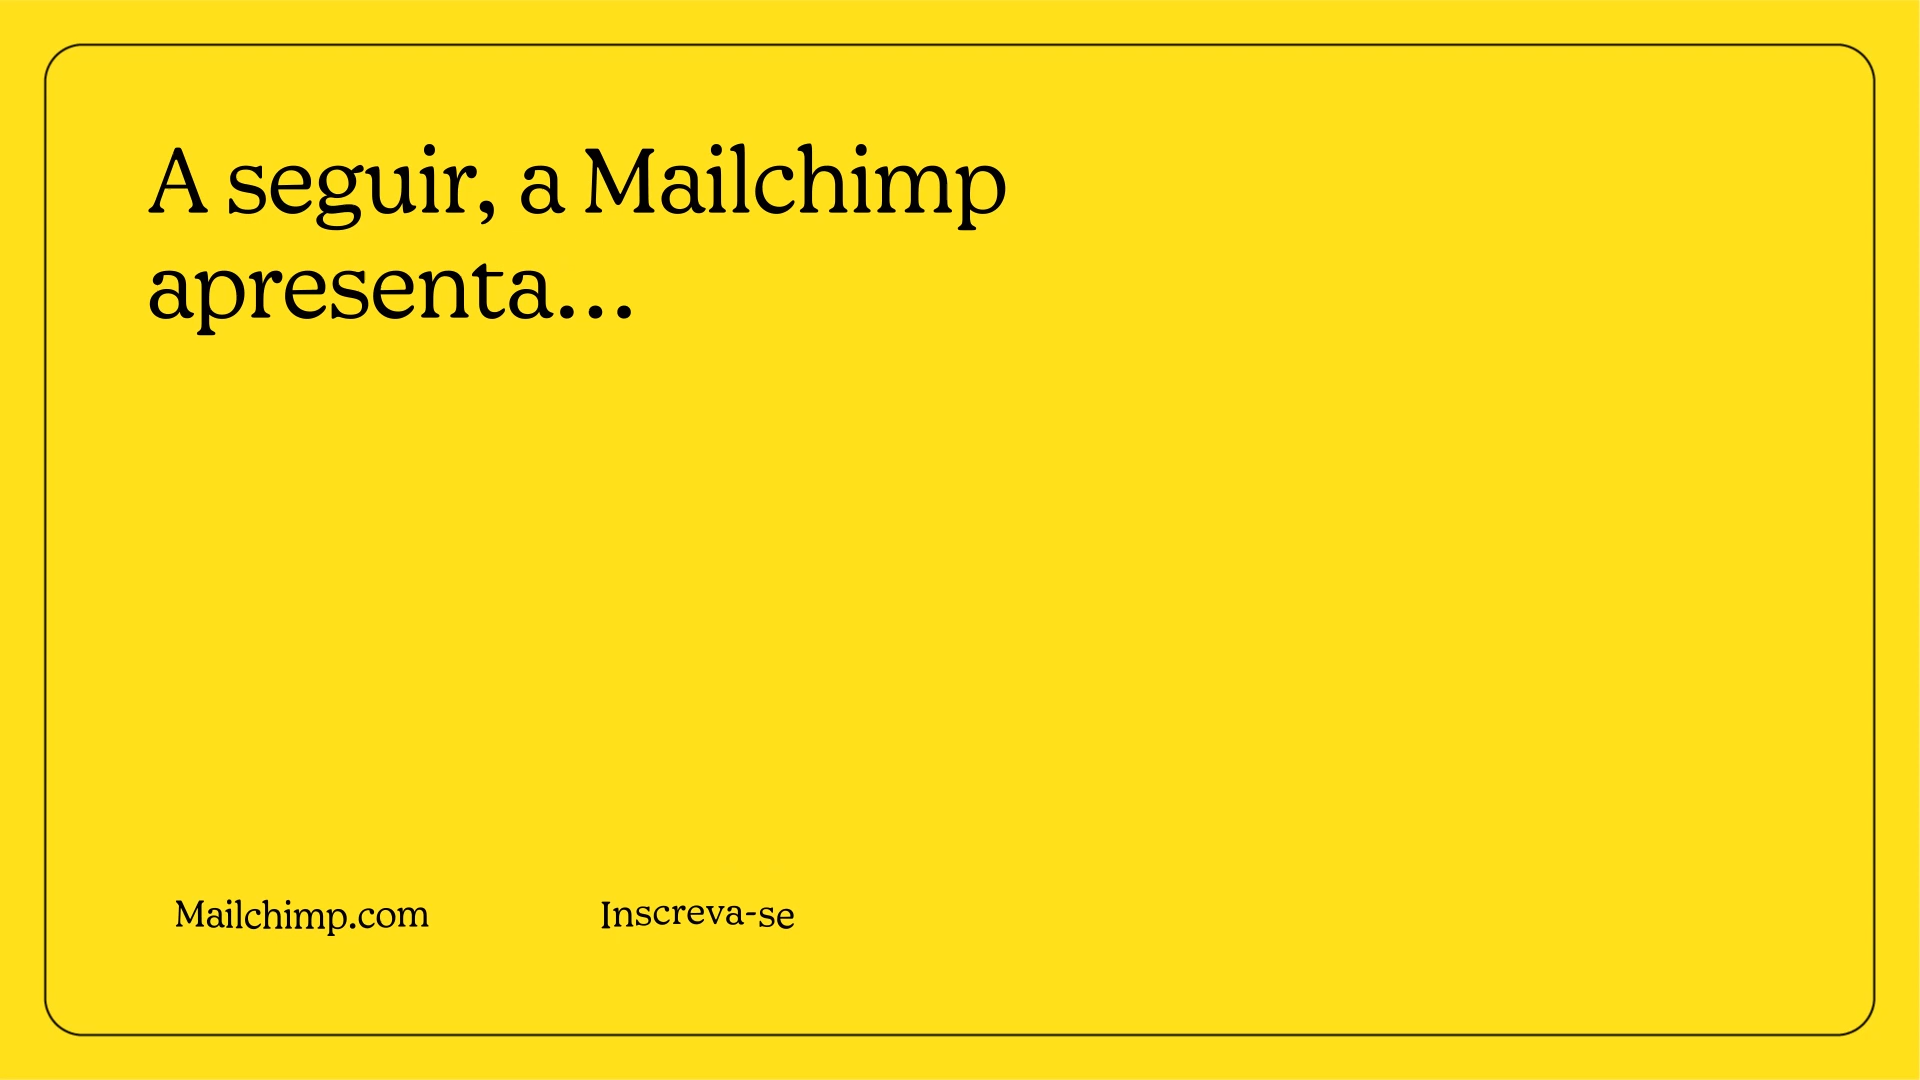 A seguir, a Mailchimp
apresenta...
Mailchimp.com
Inscreva-se